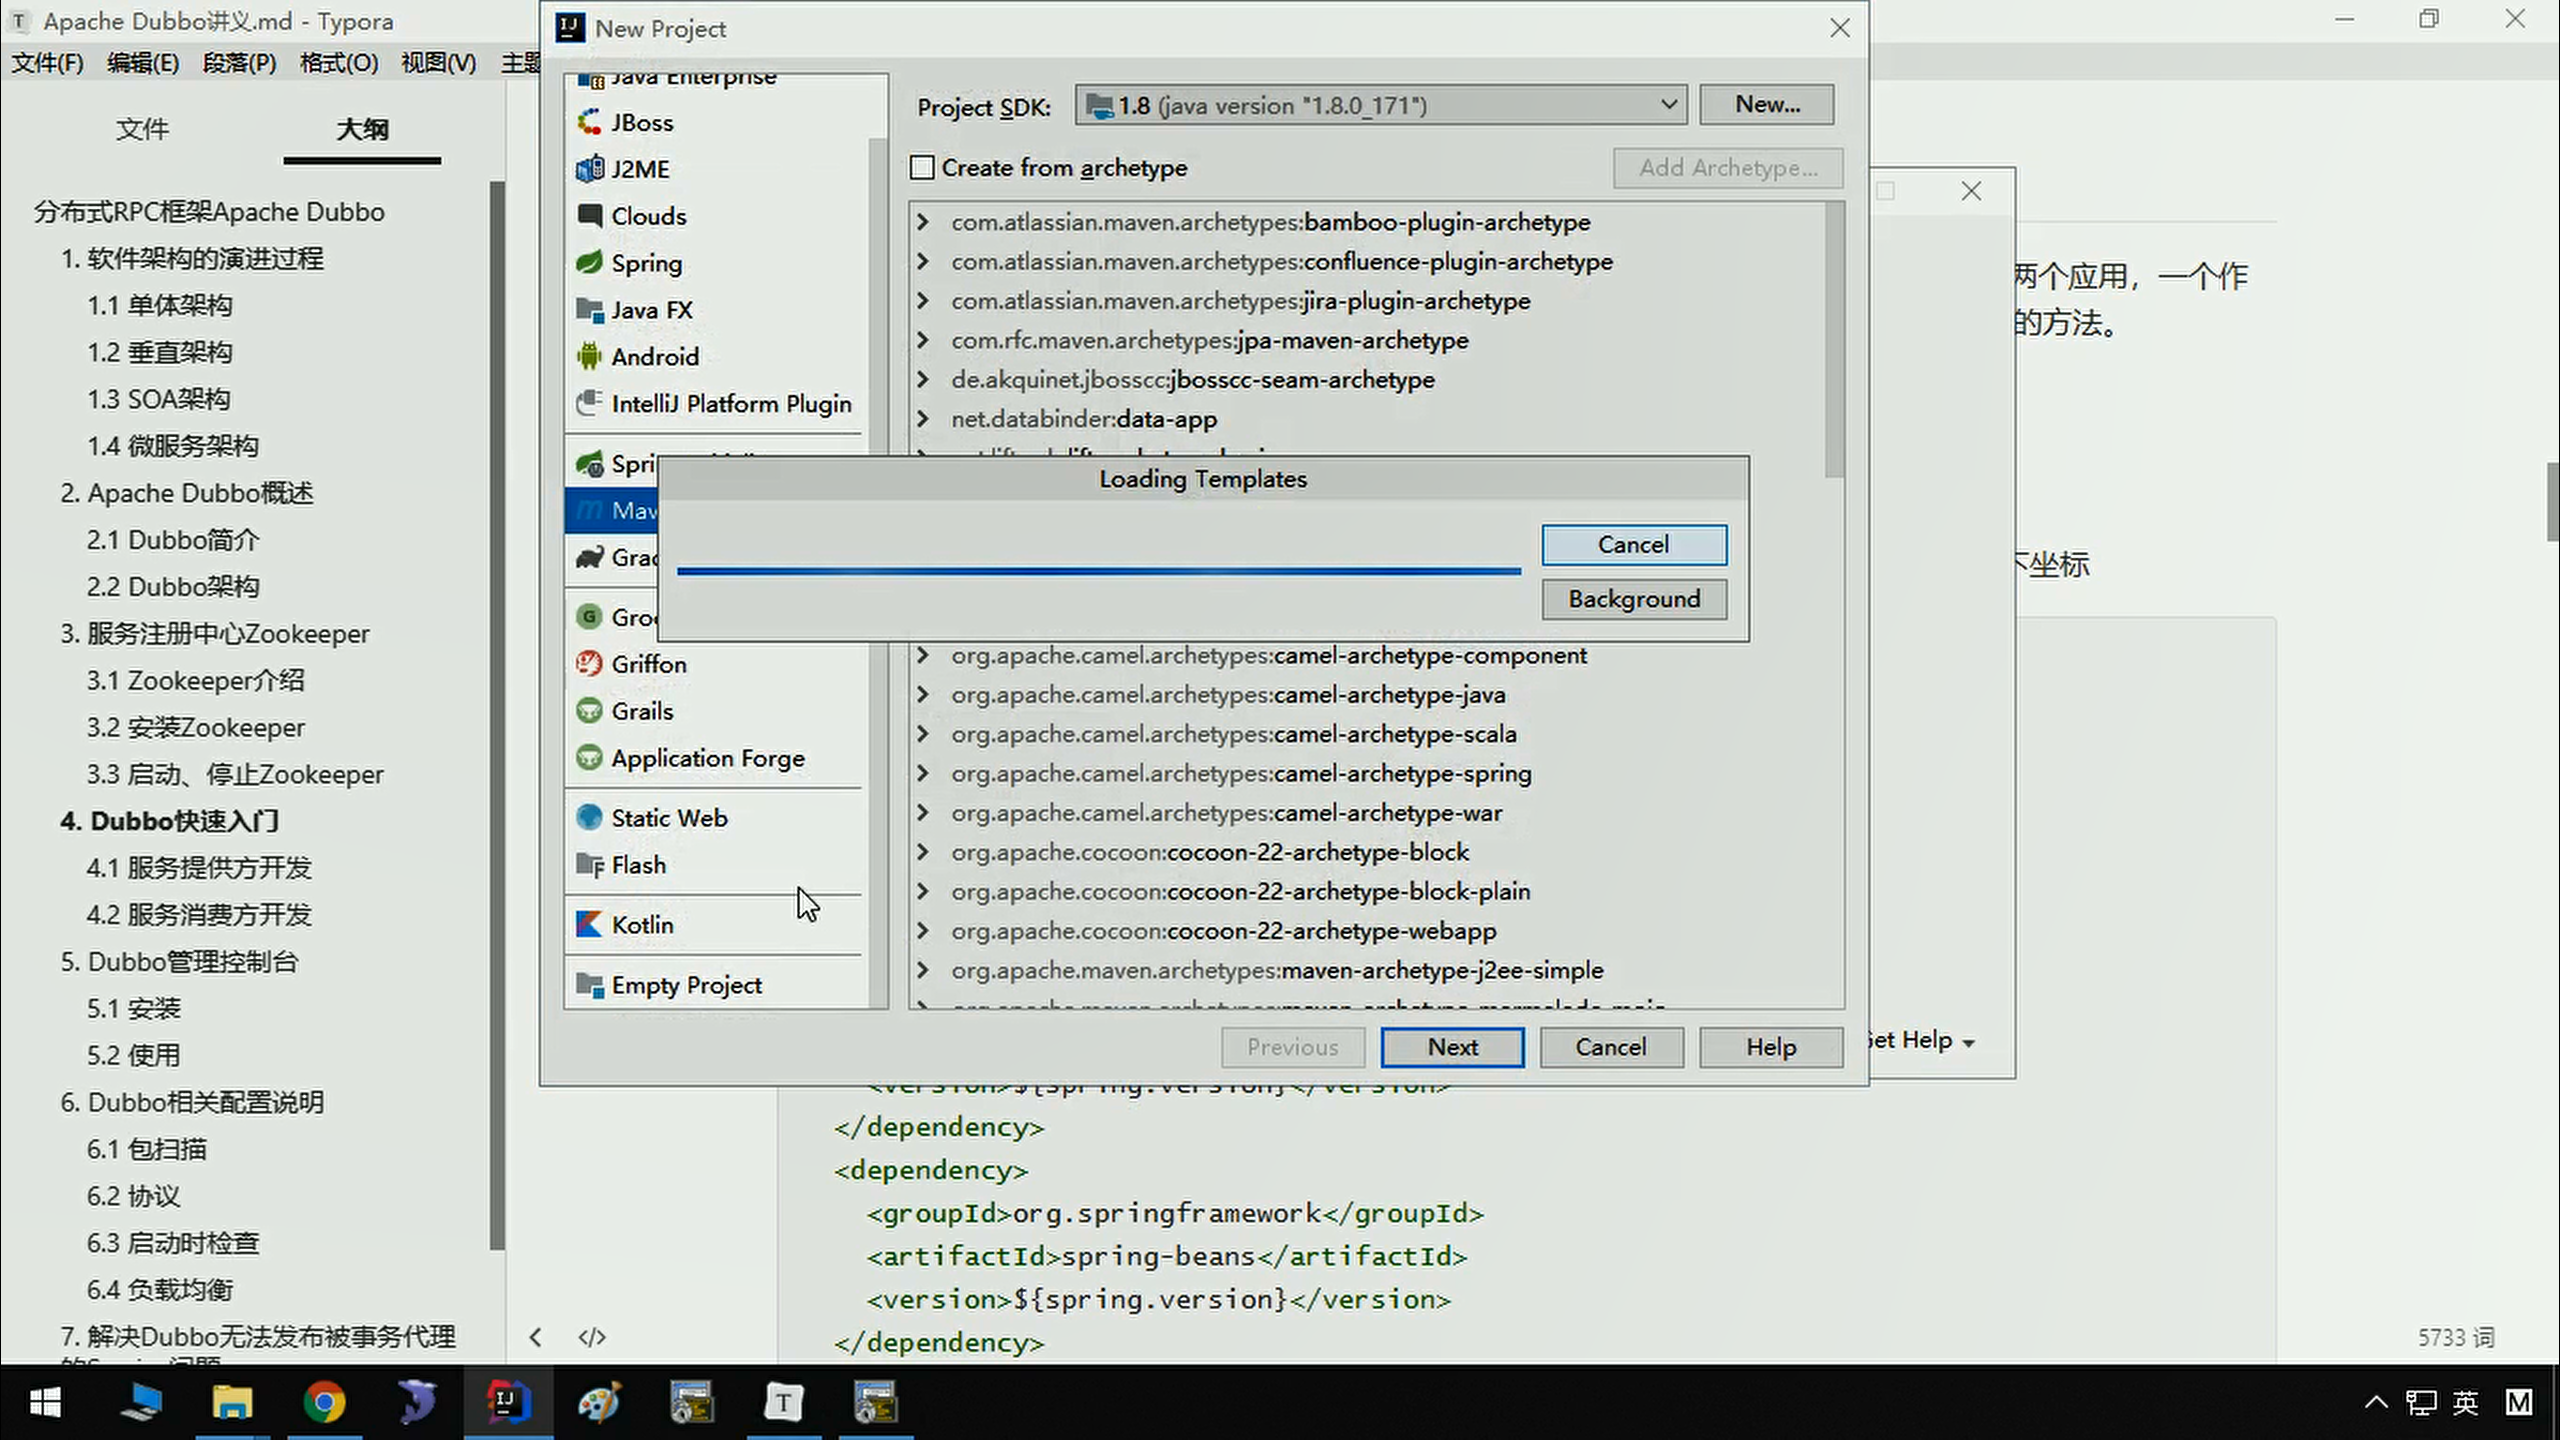 Apache Dubbo讲义.md - Typora
文件(F) 编辑(E) 段落(P) 格式(O) 视图(V) 主题
文件 大纲
分布式RPC框架Apache Dubbo
1. 软件架构的演进过程
1.1 单体架构
1.2 垂直架构
1.3 SOA架构
1.4 微服务架构
2. Apache Dubbo概述
2.1 Dubbo简介
2.2 Dubbo架构
3. 服务注册中心Zookeeper
3.1 Zookeeper介绍
3.2 安装Zookeeper
3.3 启动、停止Zookeeper
4. Dubbo快速入门
4.1 服务提供方开发
4.2 服务消费方开发
5. Dubbo管理控制台
5.1 安装
5.2 使用
6. Dubbo相关配置说明
6.1 包扫描
6.2 协议
6.3 启动时检查
6.4 负载均衡
7. 解决Dubbo无法发布被事务代理
New Project
Java Enterprise
JBoss
J2ME
Clouds
Spring
Java FX
Android
IntelliJ Platform Plugin
Spri
Mav
Grad
Groo
Griffon
Grails
Application Forge
Static Web
Flash
Kotlin
Empty Project
Project SDK: 1.8 (java version "1.8.0_171") New...
Create from archetype Add Archetype...
com.atlassian.maven.archetypes:bamboo-plugin-archetype
com.atlassian.maven.archetypes:confluence-plugin-archetype
com.atlassian.maven.archetypes:jira-plugin-archetype
com.rfc.maven.archetypes:jpa-maven-archetype
de.akquinet.jbosscc:jbosscc-seam-archetype
net.databinder:data-app
Loading Templates
Cancel
Background
org.apache.camel.archetypes:camel-archetype-component
org.apache.camel.archetypes:camel-archetype-java
org.apache.camel.archetypes:camel-archetype-scala
org.apache.camel.archetypes:camel-archetype-spring
org.apache.camel.archetypes:camel-archetype-war
org.apache.cocoon:cocoon-22-archetype-block
org.apache.cocoon:cocoon-22-archetype-block-plain
org.apache.cocoon:cocoon-22-archetype-webapp
org.apache.maven.archetypes:maven-archetype-j2ee-simple
Previous Next Cancel Help
两个应用，一个作
的方法。
下坐标
Get Help
<version>${spring.version}</version>
</dependency>
<dependency>
<groupId>org.springframework</groupId>
<artifactId>spring-beans</artifactId>
<version>${spring.version}</version>
</dependency>
</> 5733 词
英 M